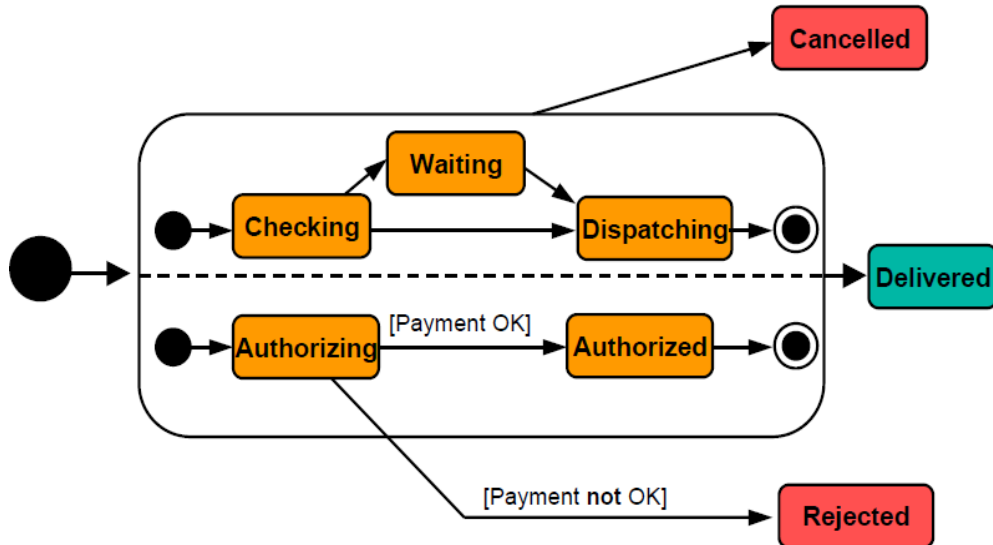 Cancelled
Waiting
Checking
Dispatching
Delivered
[Payment OK]
Authorizing
Authorized
[Payment not OK]
Rejected